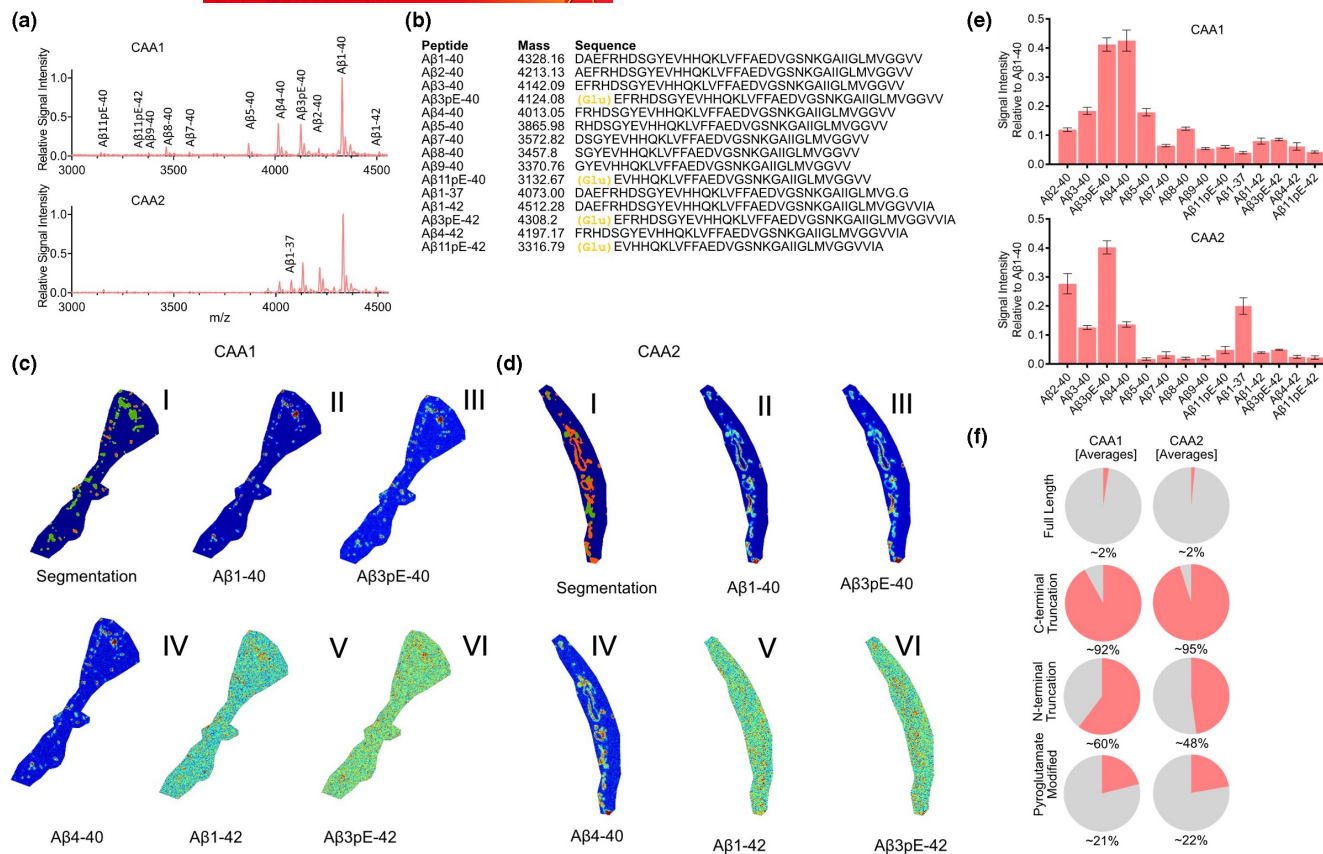 (a)
CAA1
Relative Signal Intensity
1.0
0.5
0.0
Aβ11pE-40
Aβ11pE-42
Aβ9-40
Aβ8-40
Aβ7-40
Aβ5-40
Aβ4-40
Aβ3pE-40
Aβ2-40
Aβ1-40
Aβ1-42
3000
3500
4000
4500
CAA2
Relative Signal Intensity
1.0
0.5
0.0
Aβ1-37
3000
3500
4000
4500
m/z
(b)
Peptide Mass Sequence
Aβ1-40 4328.16 DAEFRHDSGYEVHHQKLVFFAEDVGSNKGAIIGLMVGGVV
Aβ2-40 4213.13 AEFRHDSGYEVHHQKLVFFAEDVGSNKGAIIGLMVGGVV
Aβ3-40 4142.09 EFRHDSGYEVHHQKLVFFAEDVGSNKGAIIGLMVGGVV
Aβ3pE-40 4124.08 (Glu) EFRHDSGYEVHHQKLVFFAEDVGSNKGAIIGLMVGGVV
Aβ4-40 4013.05 FRHDSGYEVHHQKLVFFAEDVGSNKGAIIGLMVGGVV
Aβ5-40 3865.98 RHDSGYEVHHQKLVFFAEDVGSNKGAIIGLMVGGVV
Aβ7-40 3572.82 DSGYEVHHQKLVFFAEDVGSNKGAIIGLMVGGVV
Aβ8-40 3457.8 SGYEVHHQKLVFFAEDVGSNKGAIIGLMVGGVV
Aβ9-40 3370.76 GYEVHHQKLVFFAEDVGSNKGAIIGLMVGGVV
Aβ11pE-40 3132.67 (Glu) EVHHQKLVFFAEDVGSNKGAIIGLMVGGVV
Aβ1-37 4073.00 DAEFRHDSGYEVHHQKLVFFAEDVGSNKGAIIGLMVG.G
Aβ1-42 4512.28 DAEFRHDSGYEVHHQKLVFFAEDVGSNKGAIIGLMVGGVVIA
Aβ3pE-42 4308.2 (Glu) EFRHDSGYEVHHQKLVFFAEDVGSNKGAIIGLMVGGVVIA
Aβ4-42 4197.17 FRHDSGYEVHHQKLVFFAEDVGSNKGAIIGLMVGGVVIA
Aβ11pE-42 3316.79 (Glu) EVHHQKLVFFAEDVGSNKGAIIGLMVGGVVIA
(c)
CAA1
I
II
III
Segmentation
Aβ1-40
Aβ3pE-40
IV
V
VI
Aβ4-40
Aβ1-42
Aβ3pE-42
(d)
CAA2
I
II
III
Segmentation
Aβ1-40
Aβ3pE-40
IV
V
VI
Aβ4-40
Aβ1-42
Aβ3pE-42
(e)
CAA1
Signal Intensity
Relative to Aβ1-40
0.5
0.4
0.3
0.2
0.1
0.0
Aβ2-40
Aβ3-40
Aβ3pE-40
Aβ4-40
Aβ5-40
Aβ7-40
Aβ8-40
Aβ9-40
Aβ11pE-40
Aβ1-37
Aβ1-42
Aβ3pE-42
Aβ4-42
Aβ11pE-42
CAA2
Signal Intensity
Relative to Aβ1-40
0.5
0.4
0.3
0.2
0.1
0.0
Aβ2-40
Aβ3-40
Aβ3pE-40
Aβ4-40
Aβ5-40
Aβ7-40
Aβ8-40
Aβ9-40
Aβ11pE-40
Aβ1-37
Aβ1-42
Aβ3pE-42
Aβ4-42
Aβ11pE-42
(f)
CAA1
[Averages]
CAA2
[Averages]
Full Length
~2%
~2%
C-terminal
Truncation
~92%
~95%
N-terminal
Truncation
~60%
~48%
Pyroglutamate
Modified
~21%
~22%